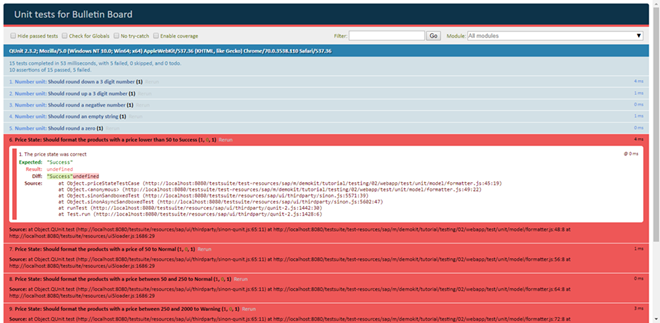 Unit tests for Bulletin Board
Hide passed tests Check for Globals No try-catch Enable coverage Filter: Go Module: All modules
QUnit 2.3.2; Mozilla/5.0 (Windows NT 10.0; Win64; x64) AppleWebKit/537.36 (KHTML, like Gecko) Chrome/70.0.3538.110 Safari/537.36
15 tests completed in 53 milliseconds, with 5 failed, 0 skipped, and 0 todo.
10 assertions of 15 passed, 5 failed.
1. Number unit: Should round down a 3 digit number (1) Rerun 4 ms
2. Number unit: Should round up a 3 digit number (1) Rerun 1 ms
3. Number unit: Should round a negative number (1) Rerun 0 ms
4. Number unit: Should round an empty string (1) Rerun 1 ms
5. Number unit: Should round a zero (1) Rerun 0 ms
6. Price State: Should format the products with a price lower than 50 to Success (1, 0, 1) Rerun 4 ms
1. The price state was correct @ 3 ms
Expected: "Success"
Result: undefined
Diff: "Success"undefined
Source: at Object.priceStateTestCase (http://localhost:8080/testsuite/test-resources/sap/m/demokit/tutorial/testing/02/webapp/test/unit/model/formatter.js:45:19)
at Object.<anonymous> (http://localhost:8080/testsuite/test-resources/sap/m/demokit/tutorial/testing/02/webapp/test/unit/model/formatter.js:49:22)
at Object.sinonSandboxedTest (http://localhost:8080/testsuite/resources/sap/ui/thirdparty/sinon.js:5571:39)
at Object.sinonAsyncSandboxedTest (http://localhost:8080/testsuite/resources/sap/ui/thirdparty/sinon.js:5602:47)
at runTest (http://localhost:8080/testsuite/resources/sap/ui/thirdparty/qunit-2.js:1442:30)
at Test.run (http://localhost:8080/testsuite/resources/sap/ui/thirdparty/qunit-2.js:1428:6)
Source: at Object.QUnit.test (http://localhost:8080/testsuite/resources/sap/ui/thirdparty/sinon-qunit.js:65:11) at http://localhost:8080/testsuite/test-resources/sap/m/demokit/tutorial/testing/02/webapp/test/unit/model/formatter.js:48:8 at
http://localhost:8080/testsuite/resources/ui5loader.js:1686:29
7. Price State: Should format the products with a price of 50 to Normal (1, 0, 1) Rerun 1 ms
Source: at Object.QUnit.test (http://localhost:8080/testsuite/resources/sap/ui/thirdparty/sinon-qunit.js:65:11) at http://localhost:8080/testsuite/test-resources/sap/m/demokit/tutorial/testing/02/webapp/test/unit/model/formatter.js:56:8 at
http://localhost:8080/testsuite/resources/ui5loader.js:1686:29
8. Price State: Should format the products with a price between 50 and 250 to Normal (1, 0, 1) Rerun
Source: at Object.QUnit.test (http://localhost:8080/testsuite/resources/sap/ui/thirdparty/sinon-qunit.js:65:11) at http://localhost:8080/testsuite/test-resources/sap/m/demokit/tutorial/testing/02/webapp/test/unit/model/formatter.js:64:8 at
http://localhost:8080/testsuite/resources/ui5loader.js:1686:29
9. Price State: Should format the products with a price between 250 and 2000 to Warning (1, 0, 1) Rerun
Source: at Object.QUnit.test (http://localhost:8080/testsuite/resources/sap/ui/thirdparty/sinon-qunit.js:65:11) at http://localhost:8080/testsuite/test-resources/sap/m/demokit/tutorial/testing/02/webapp/test/unit/model/formatter.js:72:8 at